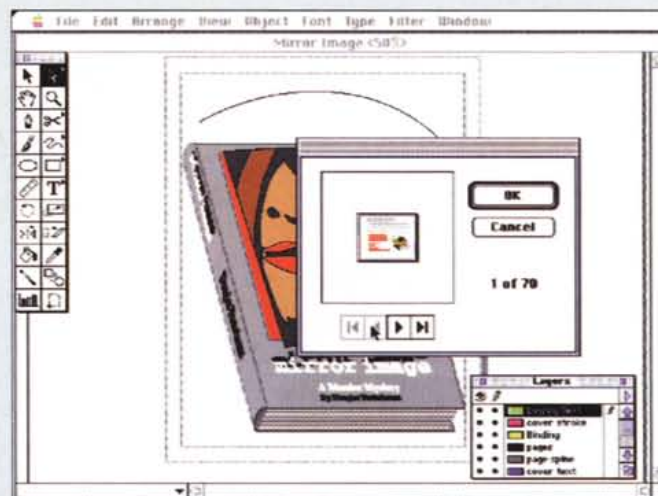 File Edit Arrange View Object Font Type Filter Window
Mirror Image <50%>
OK
Cancel
1 of 70
mirror image
A Murder Mystery
Layers
cover stroke
Binding
pages
page spine
cover text